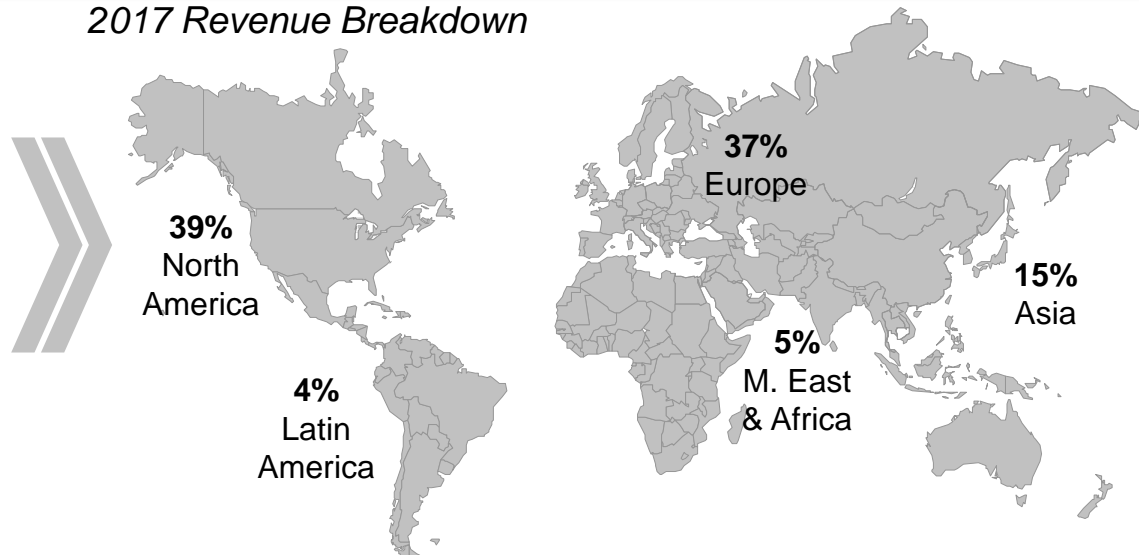 2017 Revenue Breakdown
37%
Europe
39%
North
America
15%
Asia
5%
M. East
& Africa
4%
Latin
America